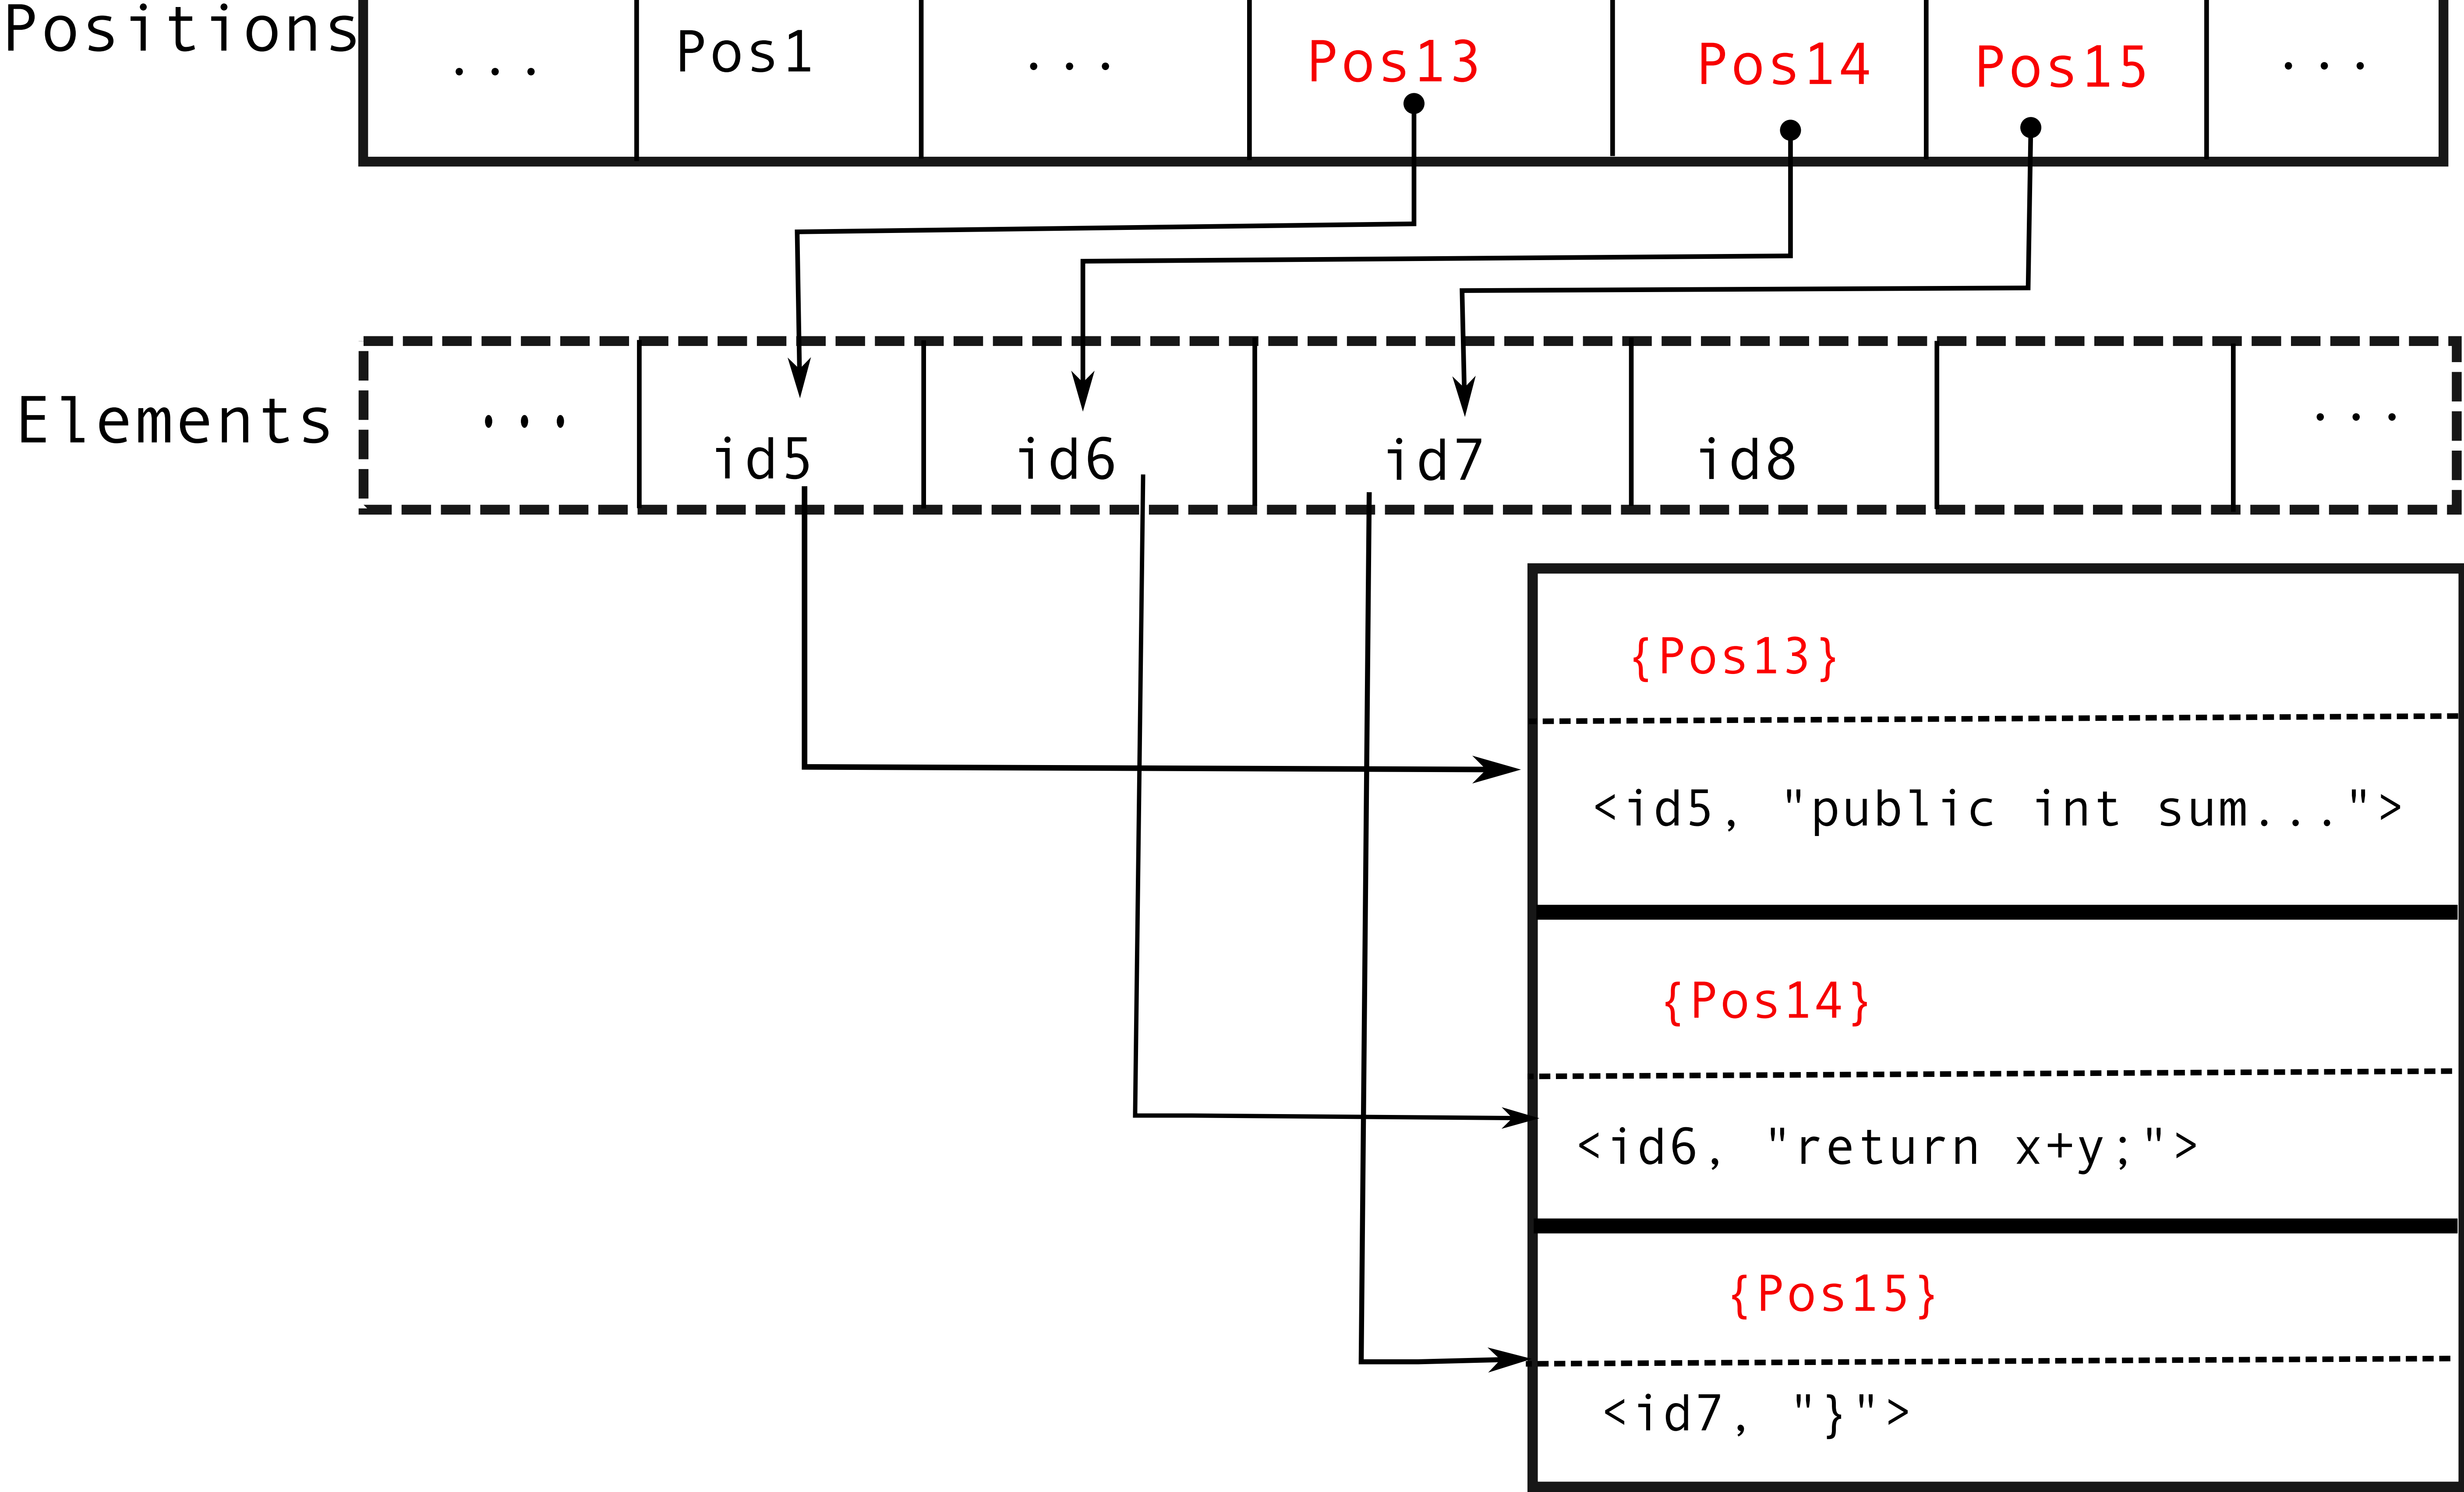 Positions ... Pos1 ... Pos13 Pos14 Pos15 ...
Elements ... id5 id6 id7 id8 ...
{Pos13}
<id5, "public int sum...">
{Pos14}
<id6, "return x+y;">
{Pos15}
<id7, "}">